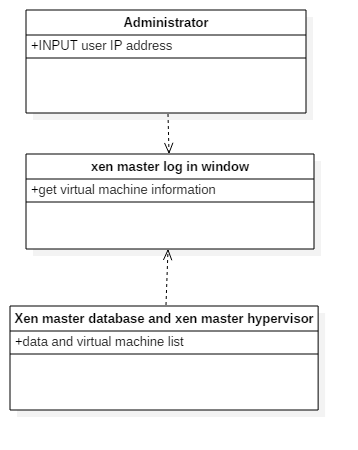 Administrator
+INPUT user IP address
xen master log in window
+get virtual machine information
Xen master database and xen master hypervisor
+data and virtual machine list